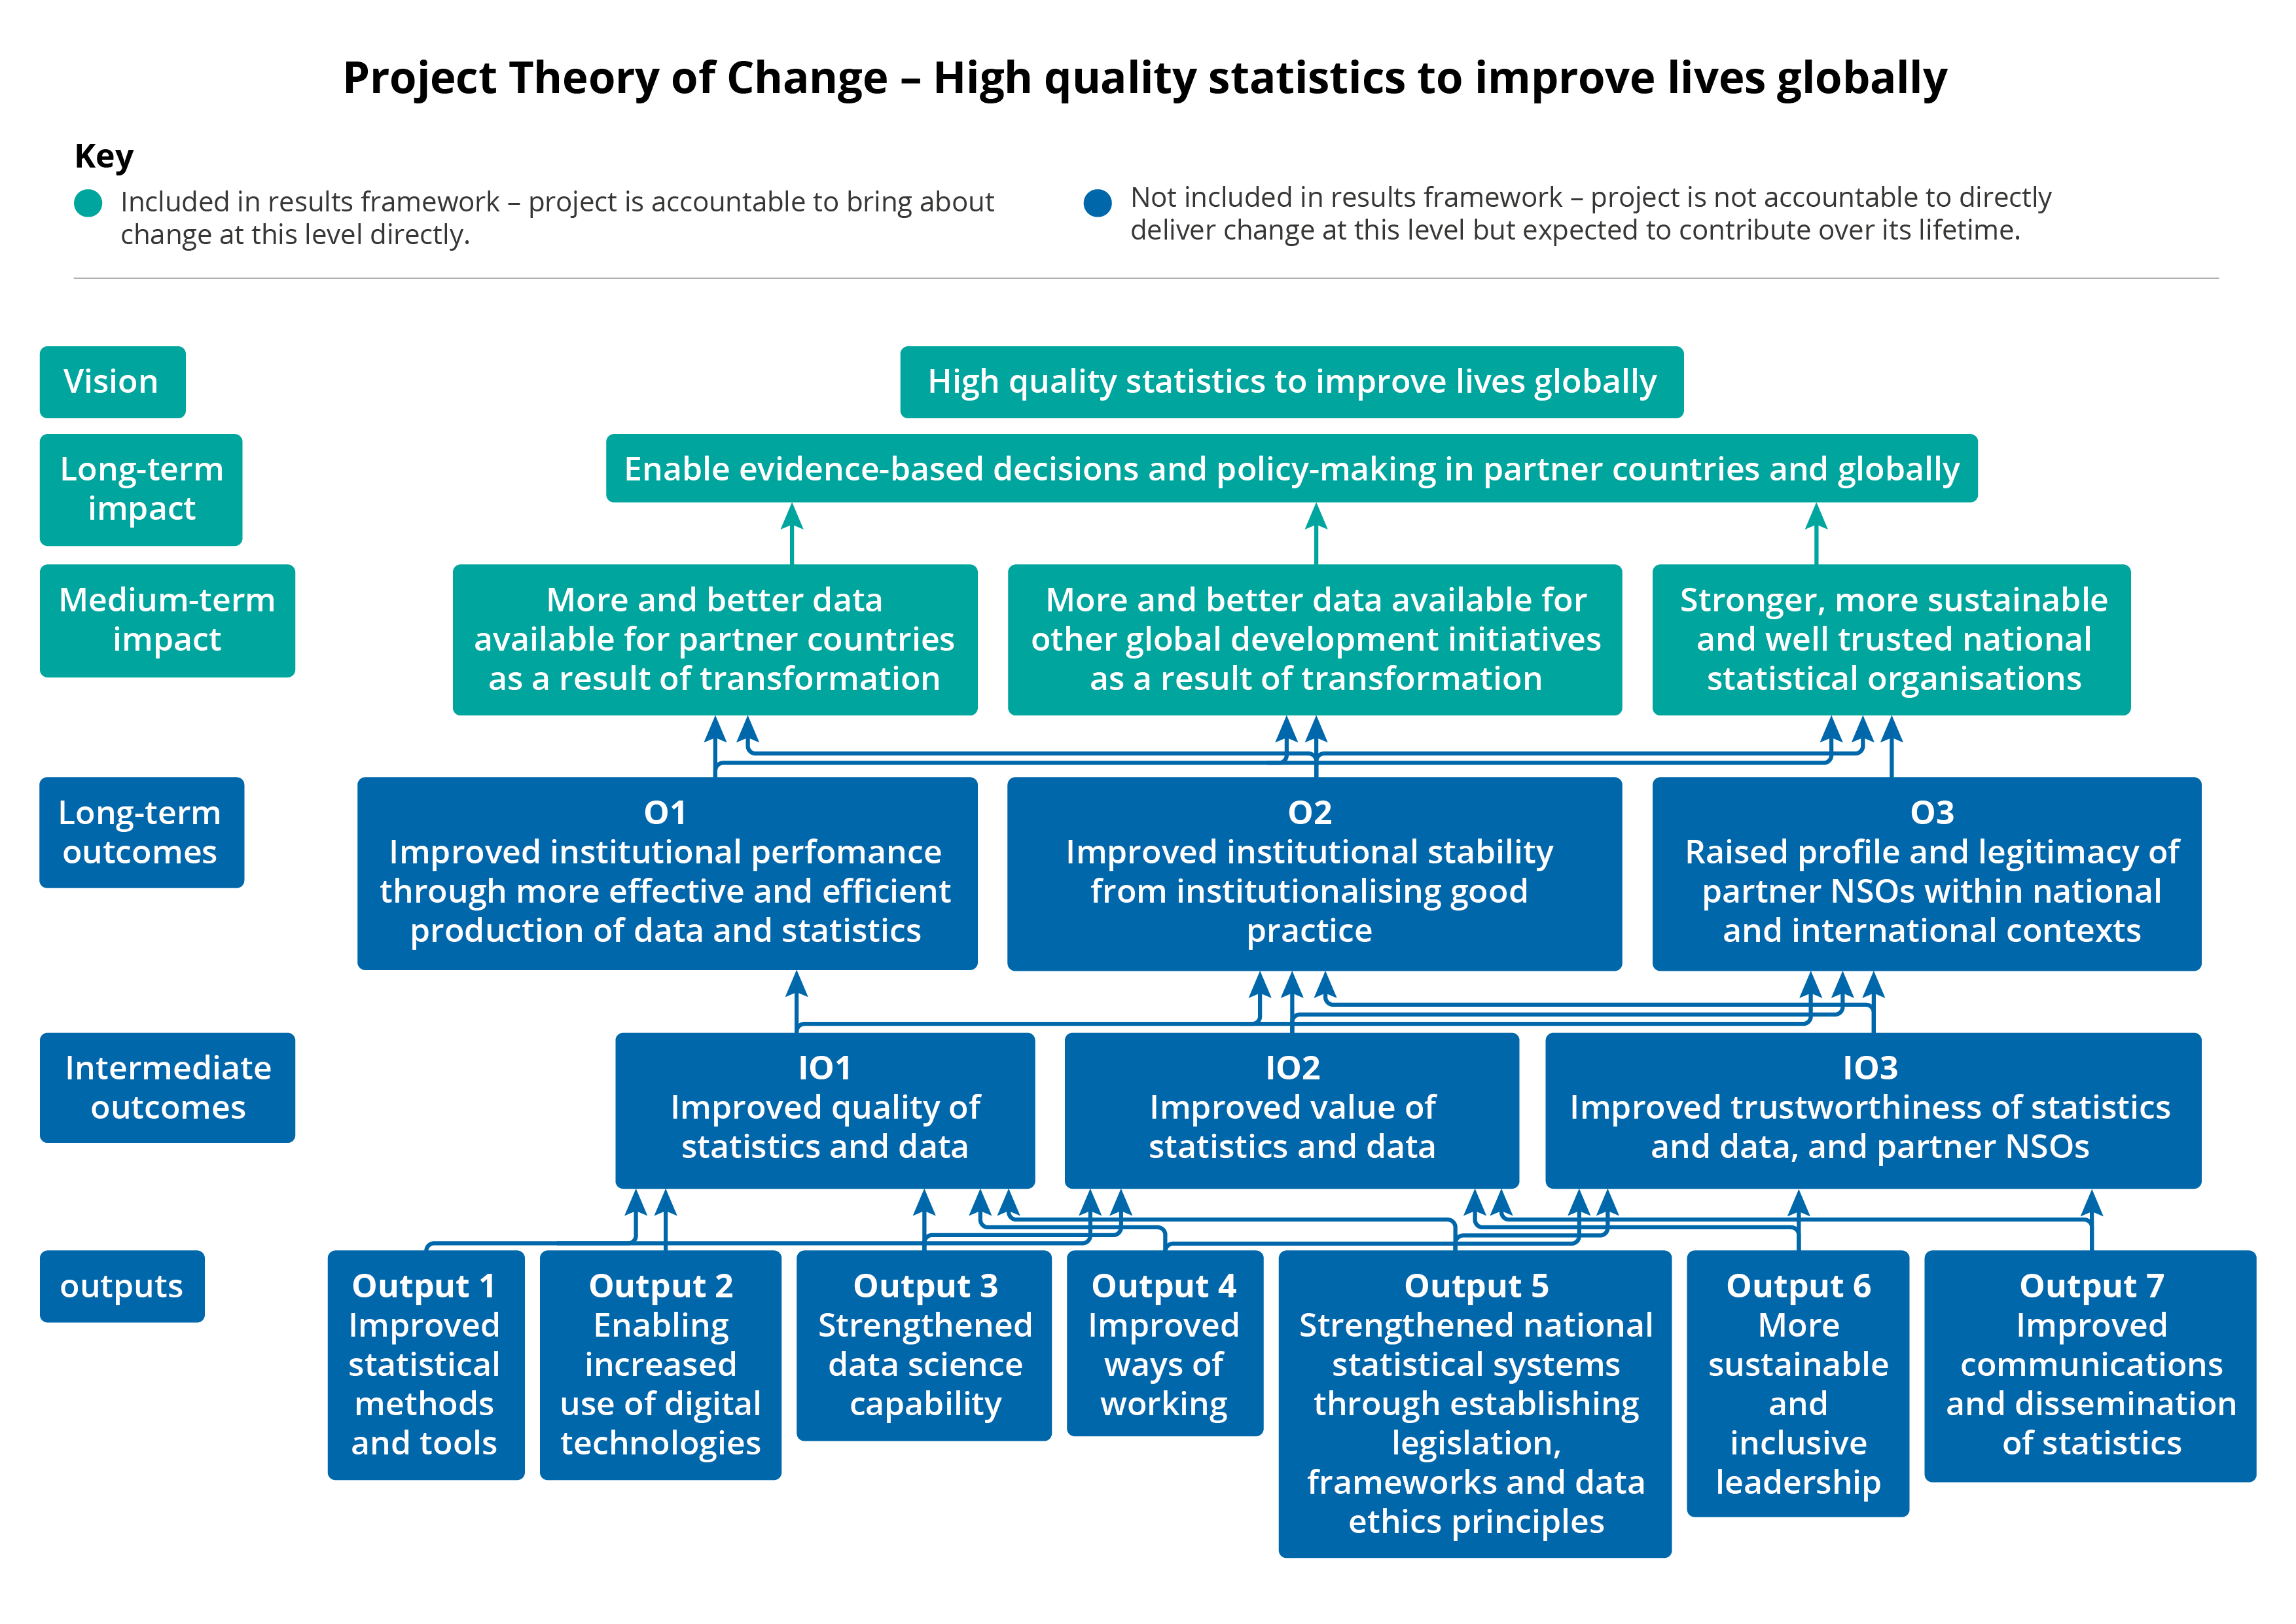 Project Theory of Change – High quality statistics to improve lives globally
Key
Included in results framework – project is accountable to bring about
change at this level directly.
Not included in results framework – project is not accountable to directly
deliver change at this level but expected to contribute over its lifetime.
Vision
High quality statistics to improve lives globally
Long-term
impact
Enable evidence-based decisions and policy-making in partner countries and globally
Medium-term
impact
More and better data
available for partner countries
as a result of transformation
More and better data available for
other global development initiatives
as a result of transformation
Stronger, more sustainable
and well trusted national
statistical organisations
Long-term
outcomes
O1
Improved institutional perfomance
through more effective and efficient
production of data and statistics
O2
Improved institutional stability
from institutionalising good
practice
O3
Raised profile and legitimacy of
partner NSOs within national
and international contexts
Intermediate
outcomes
IO1
Improved quality of
statistics and data
IO2
Improved value of
statistics and data
IO3
Improved trustworthiness of statistics
and data, and partner NSOs
outputs
Output 1
Improved
statistical
methods
and tools
Output 2
Enabling
increased
use of digital
technologies
Output 3
Strengthened
data science
capability
Output 4
Improved
ways of
working
Output 5
Strengthened national
statistical systems
through establishing
legislation,
frameworks and data
ethics principles
Output 6
More
sustainable
and
inclusive
leadership
Output 7
Improved
communications
and dissemination
of statistics